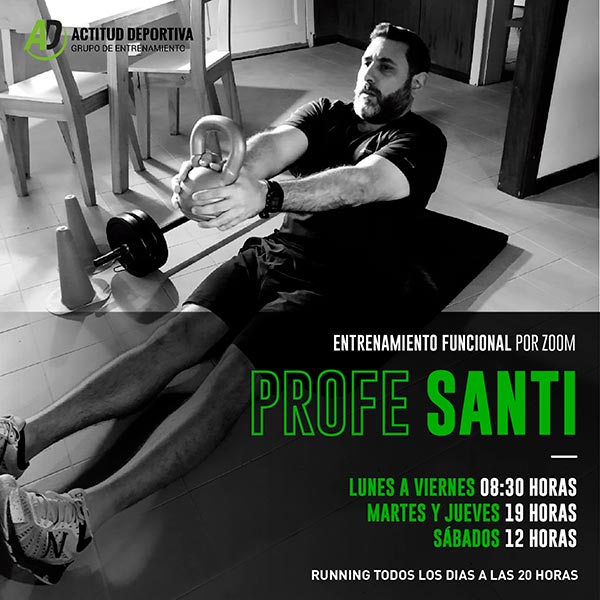 AD ACTITUD DEPORTIVA
GRUPO DE ENTRENAMIENTO
ENTRENAMIENTO FUNCIONAL POR ZOOM
PROFE SANTI
LUNES A VIERNES 08:30 HORAS
MARTES Y JUEVES 19 HORAS
SÁBADOS 12 HORAS
RUNNING TODOS LOS DIAS A LAS 20 HORAS